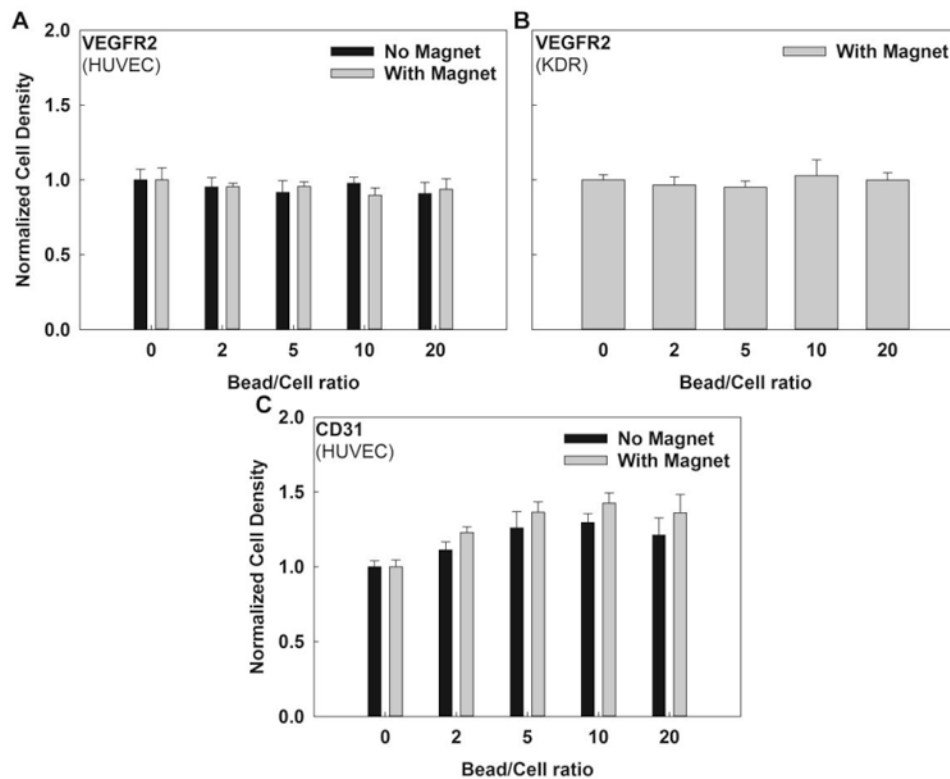 A
VEGFR2
(HUVEC)
No Magnet
With Magnet
Normalized Cell Density
2.0
1.5
1.0
0.5
0.0
0 2 5 10 20
Bead/Cell ratio
B
VEGFR2
(KDR)
With Magnet
0 2 5 10 20
Bead/Cell ratio
C
CD31
(HUVEC)
No Magnet
With Magnet
Normalized Cell Density
2.0
1.5
1.0
0.5
0.0
0 2 5 10 20
Bead/Cell ratio